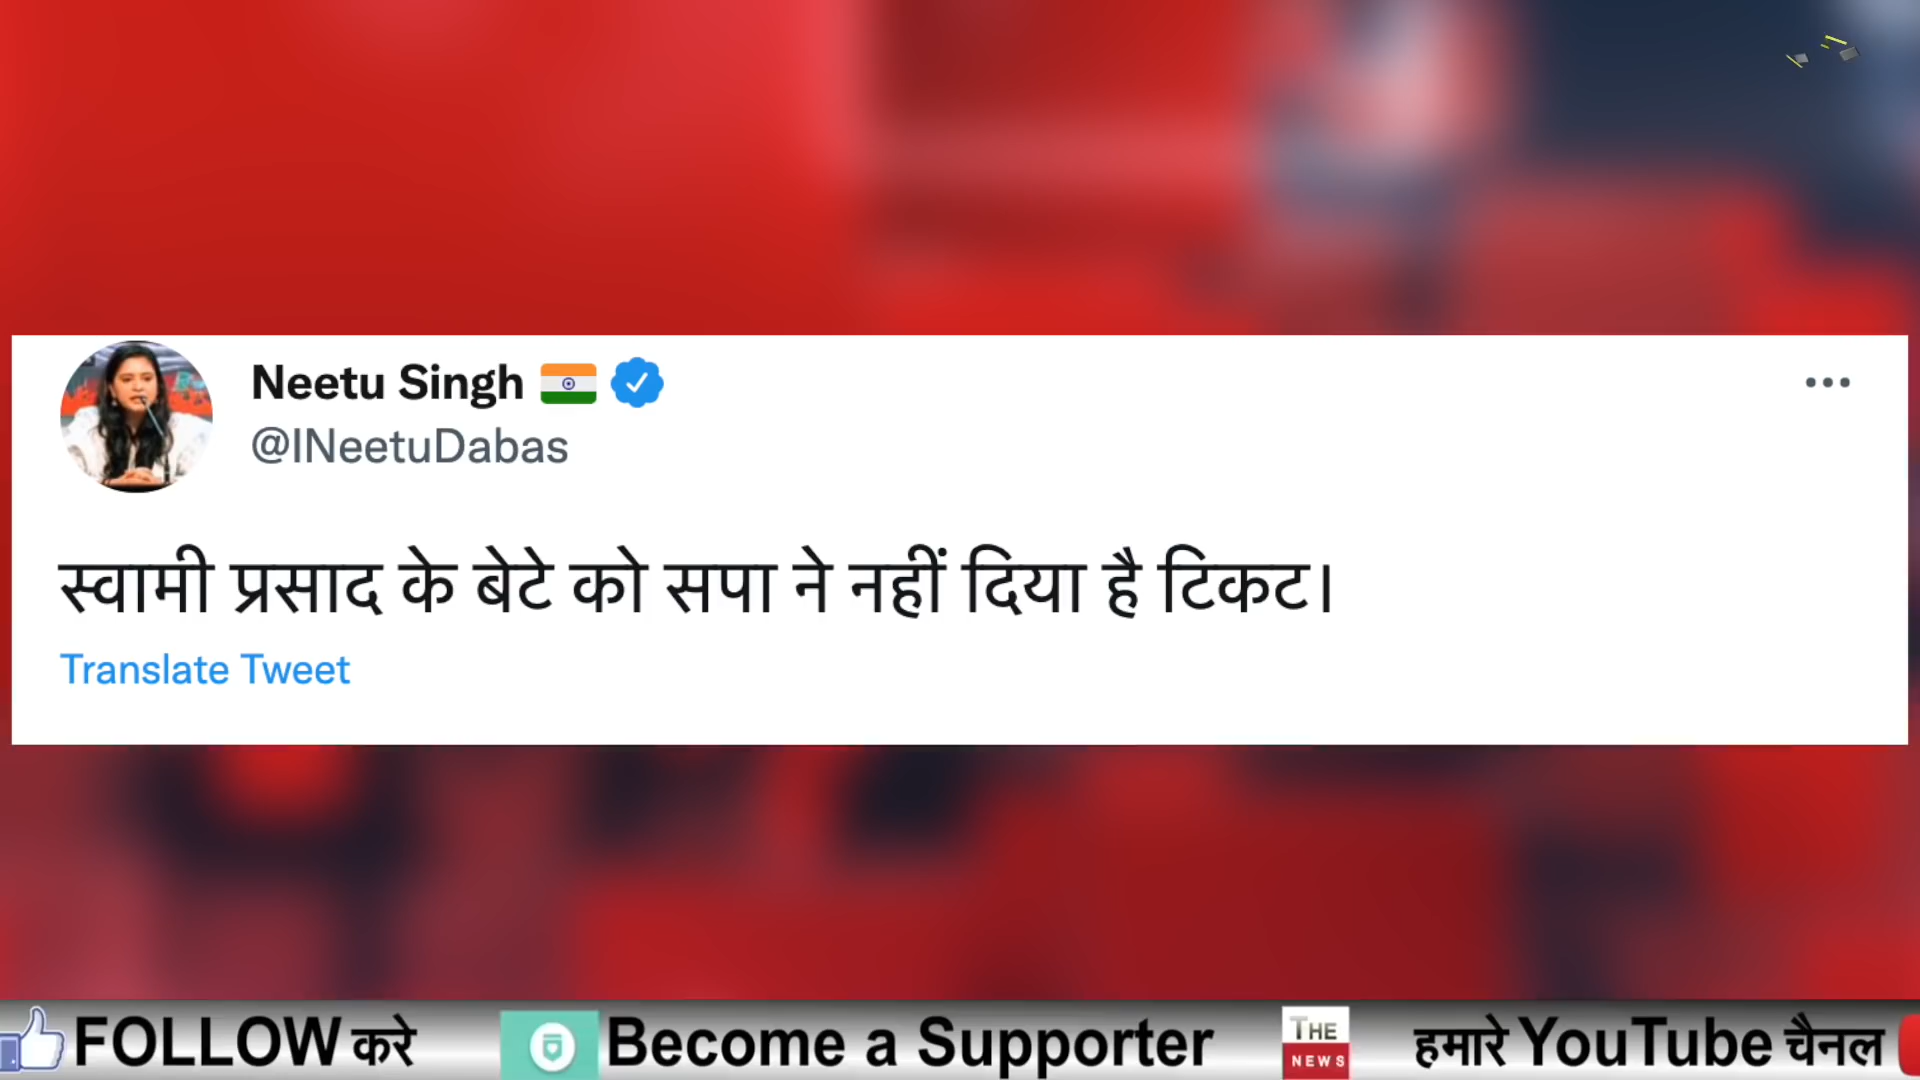 Neetu Singh
@INeetuDabas
स्वामी प्रसाद के बेटे को सपा ने नहीं दिया है टिकट।
Translate Tweet
FOLLOW करे Become a Supporter THE NEWS हमारे YouTube चैनल